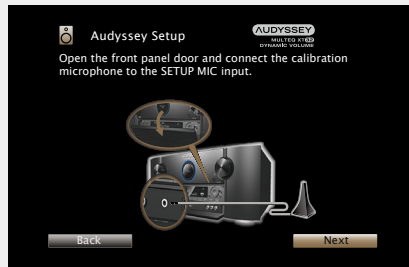 Audyssey Setup
AUDYSSEY
MULTEQ XT32
DYNAMIC VOLUME
Open the front panel door and connect the calibration
microphone to the SETUP MIC input.
Back
Next